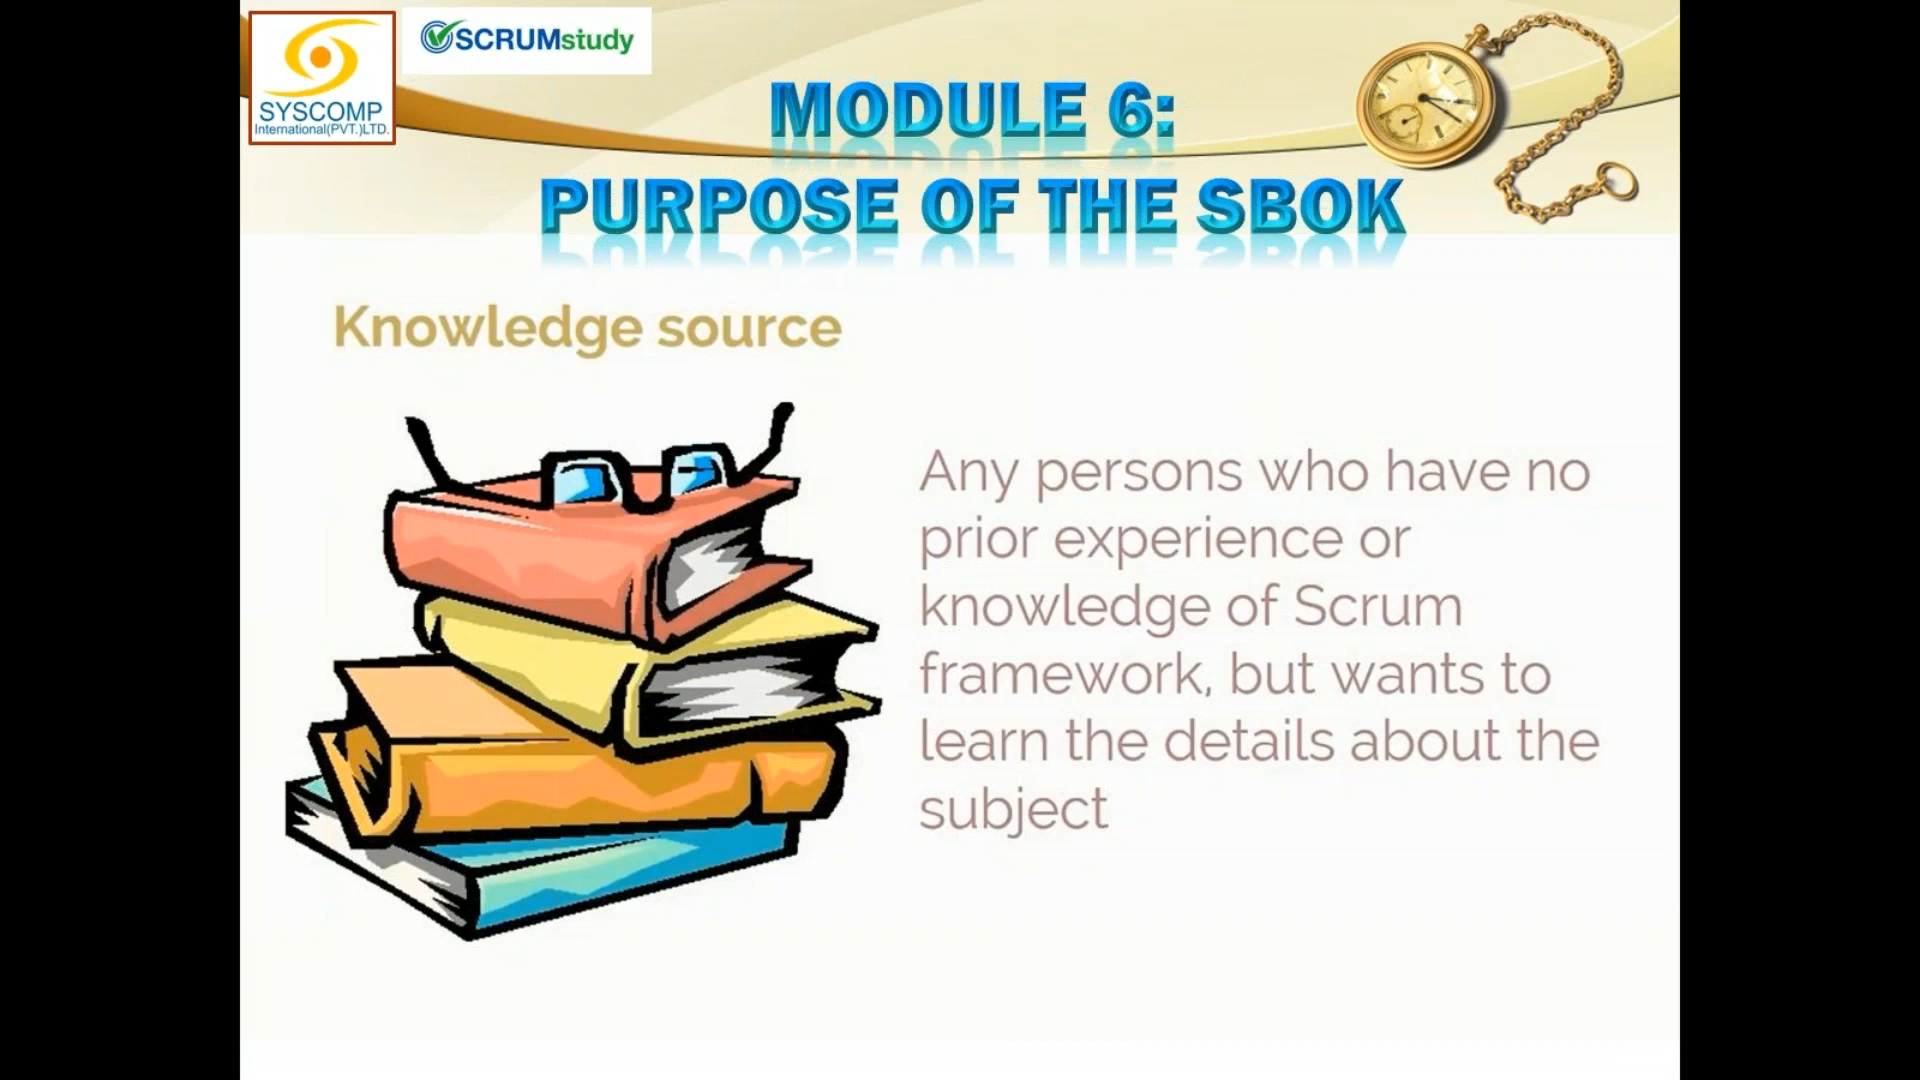 SYSCOMP
International(PVT.)LTD.
SCRUMstudy
MODULE 6:
PURPOSE OF THE SBOK
Knowledge source
Any persons who have no
prior experience or
knowledge of Scrum
framework, but wants to
learn the details about the
subject